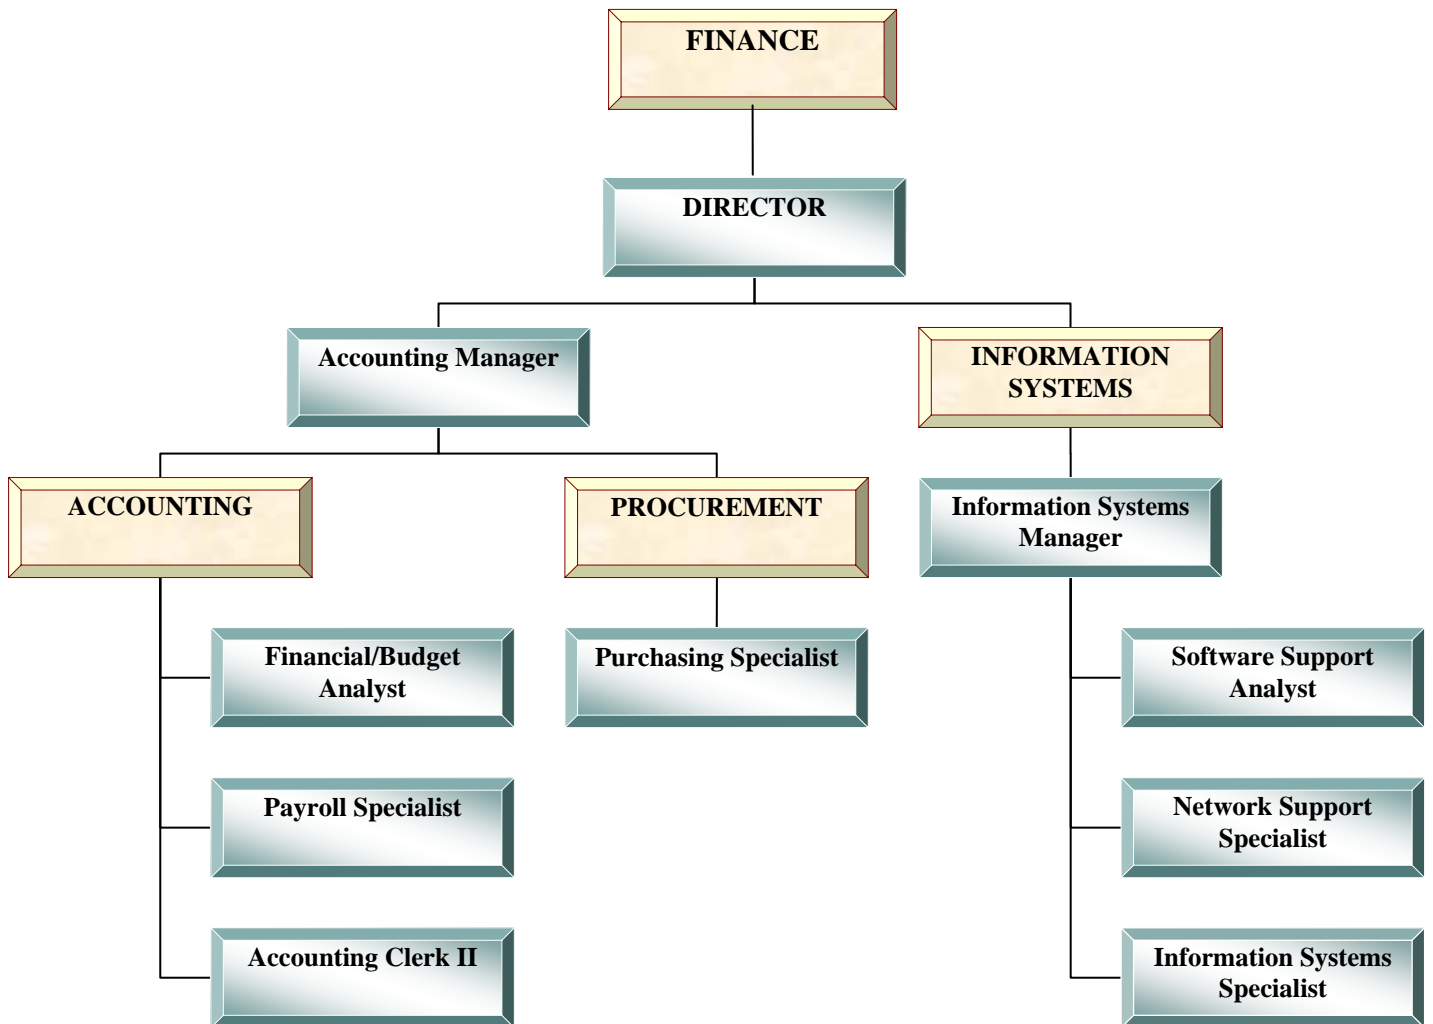 FINANCE
DIRECTOR
Accounting Manager
INFORMATION
SYSTEMS
ACCOUNTING
PROCUREMENT
Information Systems
Manager
Financial/Budget
Analyst
Purchasing Specialist
Software Support
Analyst
Payroll Specialist
Network Support
Specialist
Accounting Clerk II
Information Systems
Specialist